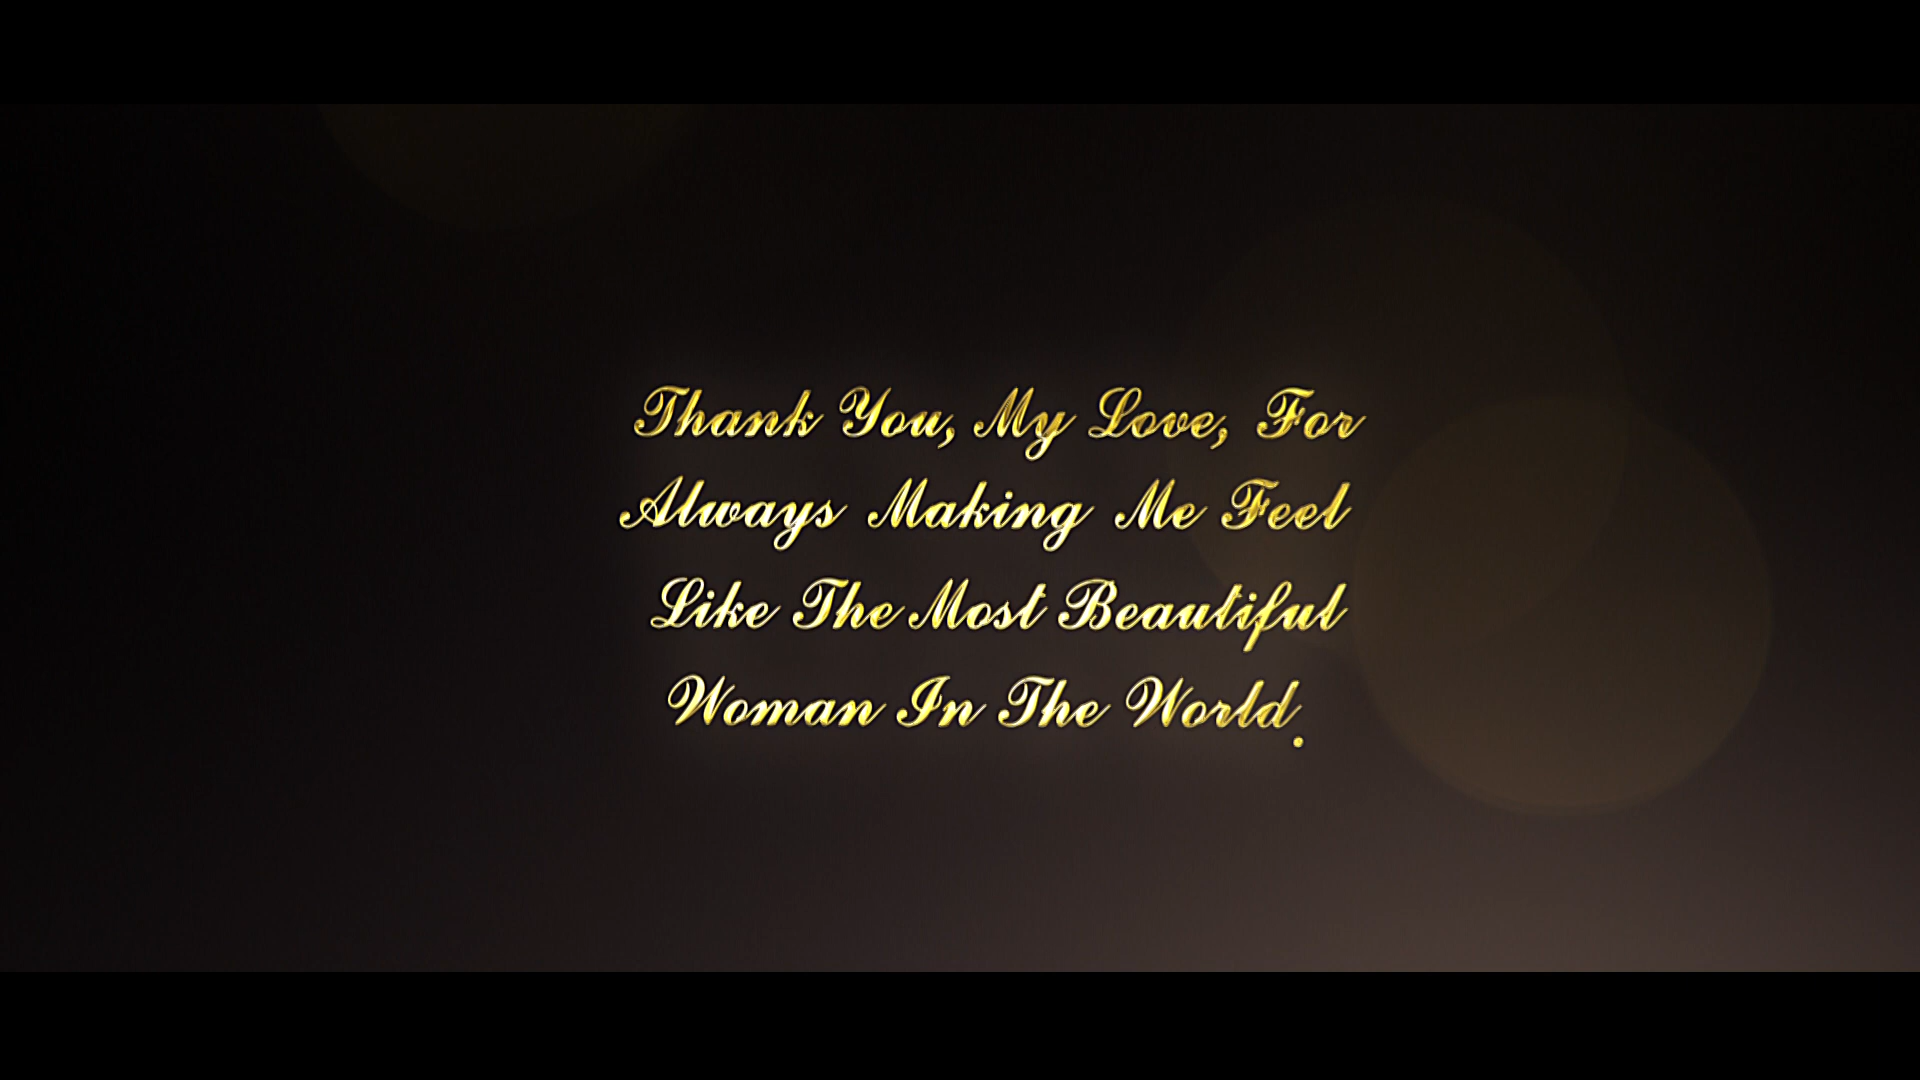 Thank You, My Love, For
Always Making Me Feel
Like The Most Beautiful
Woman In The World.